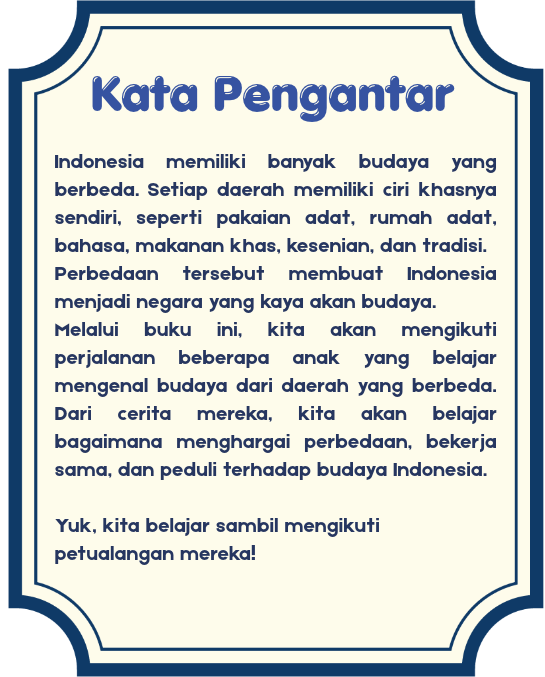 Kata Pengantar
Indonesia memiliki banyak budaya yang
berbeda. Setiap daerah memiliki ciri khasnya
sendiri, seperti pakaian adat, rumah adat,
bahasa, makanan khas, kesenian, dan tradisi.
Perbedaan tersebut membuat Indonesia
menjadi negara yang kaya akan budaya.
Melalui buku ini, kita akan mengikuti
perjalanan beberapa anak yang belajar
mengenal budaya dari daerah yang berbeda.
Dari cerita mereka, kita akan belajar
bagaimana menghargai perbedaan, bekerja
sama, dan peduli terhadap budaya Indonesia.
Yuk, kita belajar sambil mengikuti
petualangan mereka!